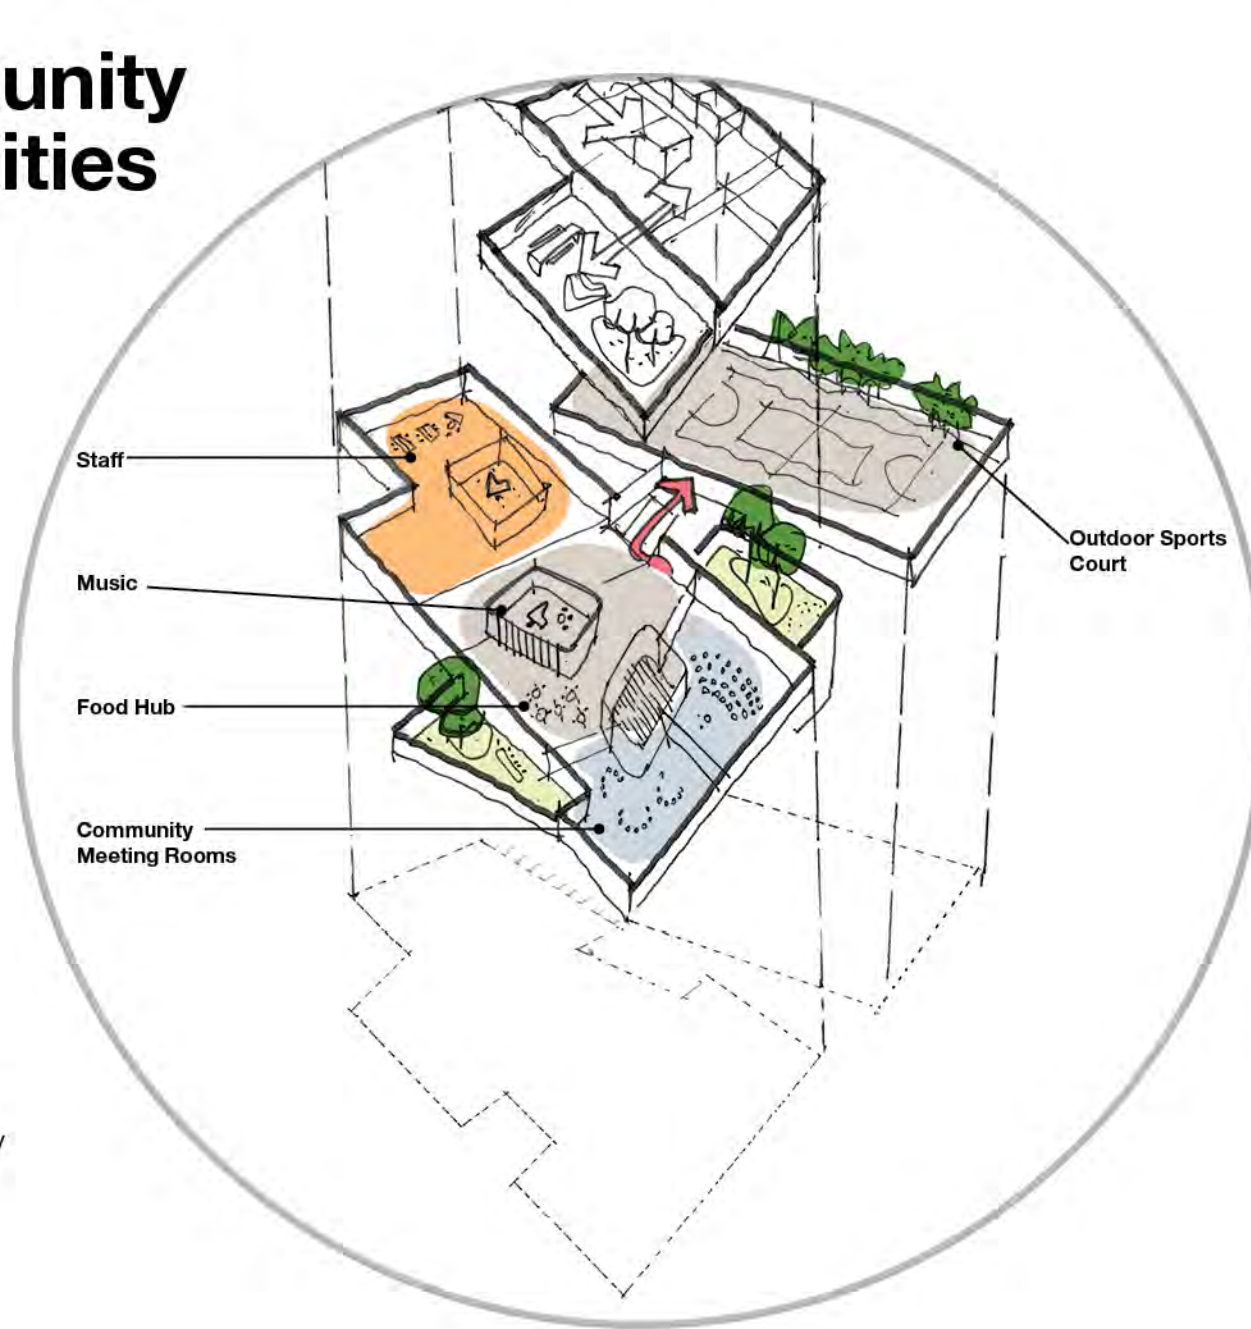 unity
ities
Staff
Music
Food Hub
Community
Meeting Rooms
Outdoor Sports
Court